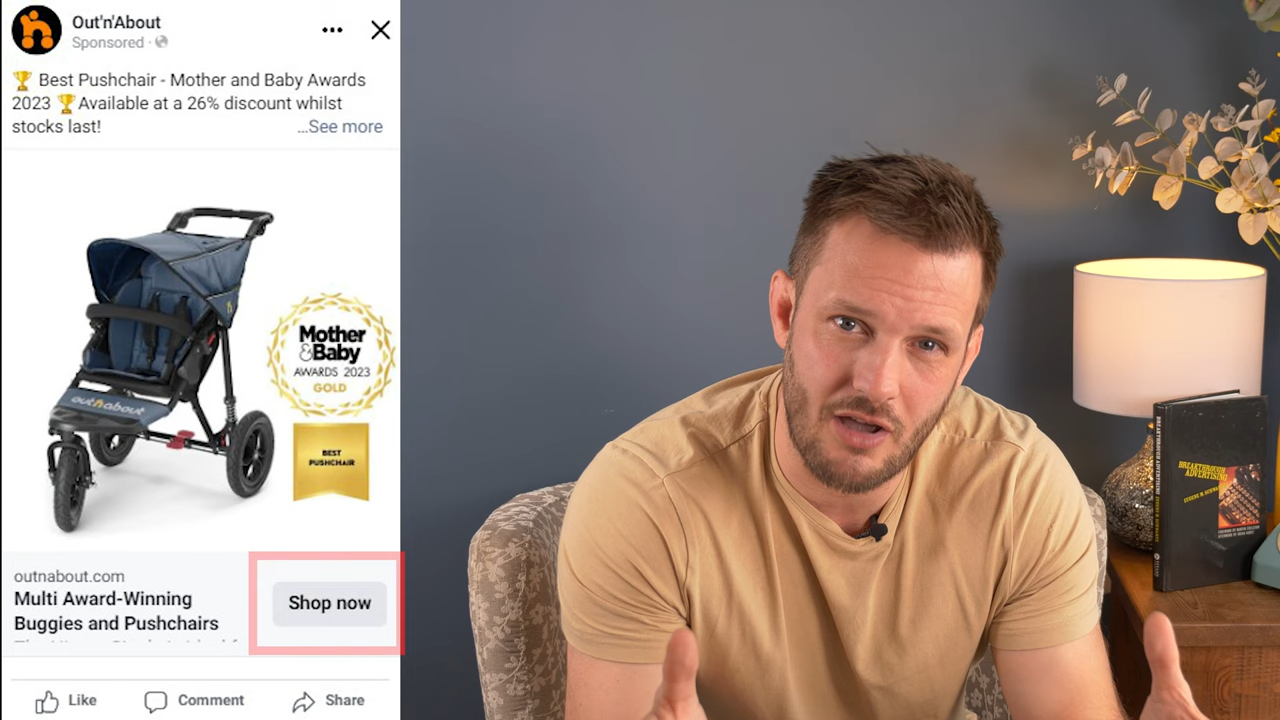 Out'n'About
Sponsored ·
🏆 Best Pushchair - Mother and Baby Awards
2023 🏆Available at a 26% discount whilst
stocks last!
...See more
outnabout
Mother
&Baby
AWARDS 2023
GOLD
BEST
PUSHCHAIR
outnabout.com
Multi Award-Winning
Buggies and Pushchairs
Shop now
Like
Comment
Share
BREAKTHROUGH
ADVERTISING
BREAKTHROUGH
ADVERTISING